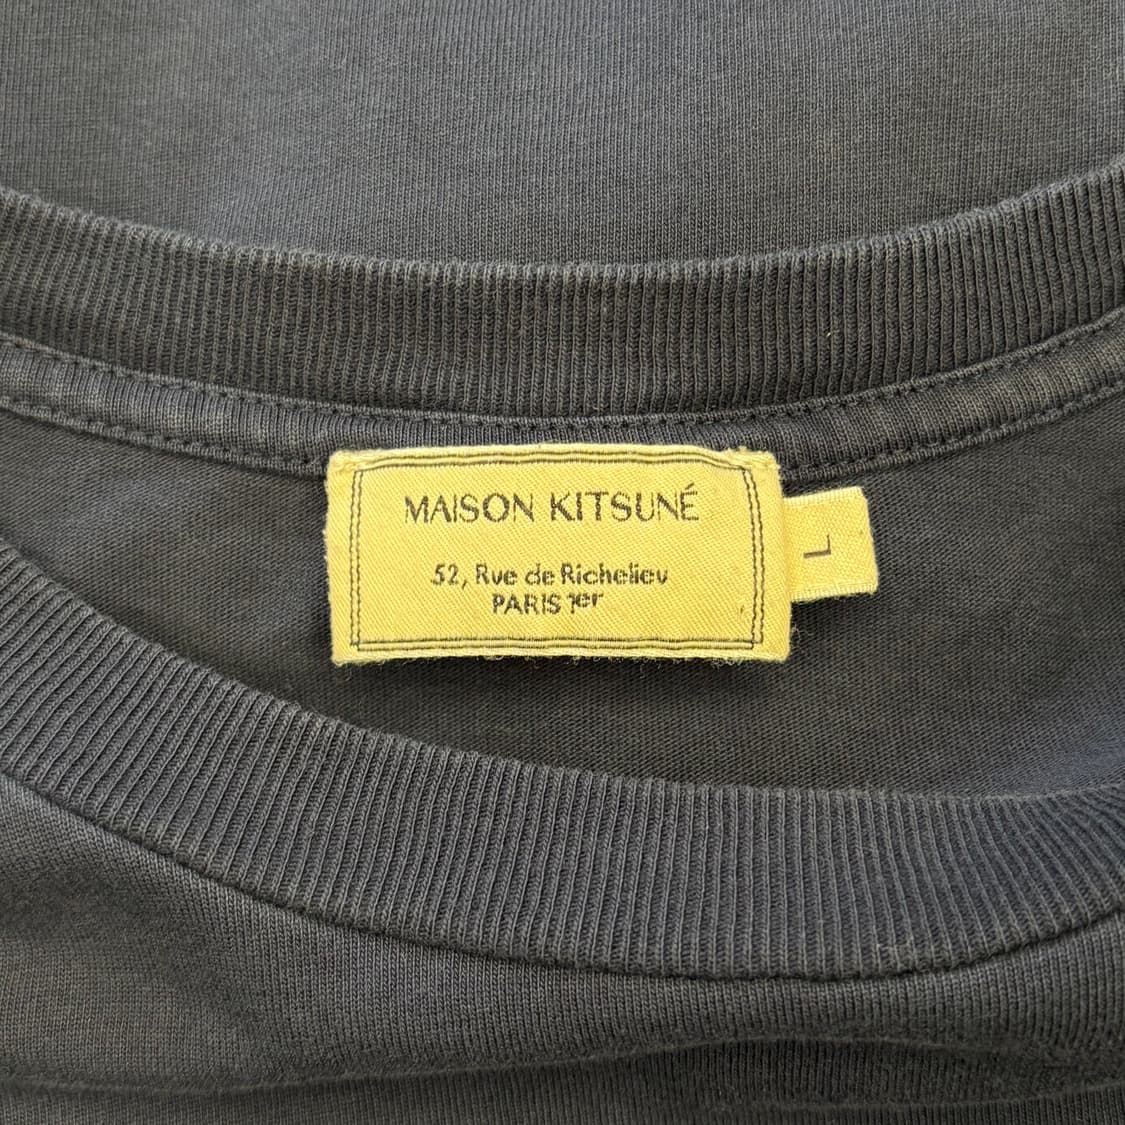 MAISON KITSUNÉ
52, Rue de Richelieu
PARIS 1er
L